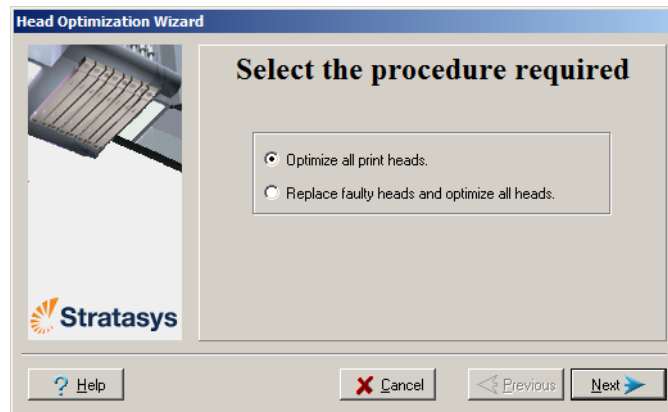 Head Optimization Wizard
Select the procedure required
Optimize all print heads.
Replace faulty heads and optimize all heads.
Stratasys
? Help
Cancel
Previous
Next